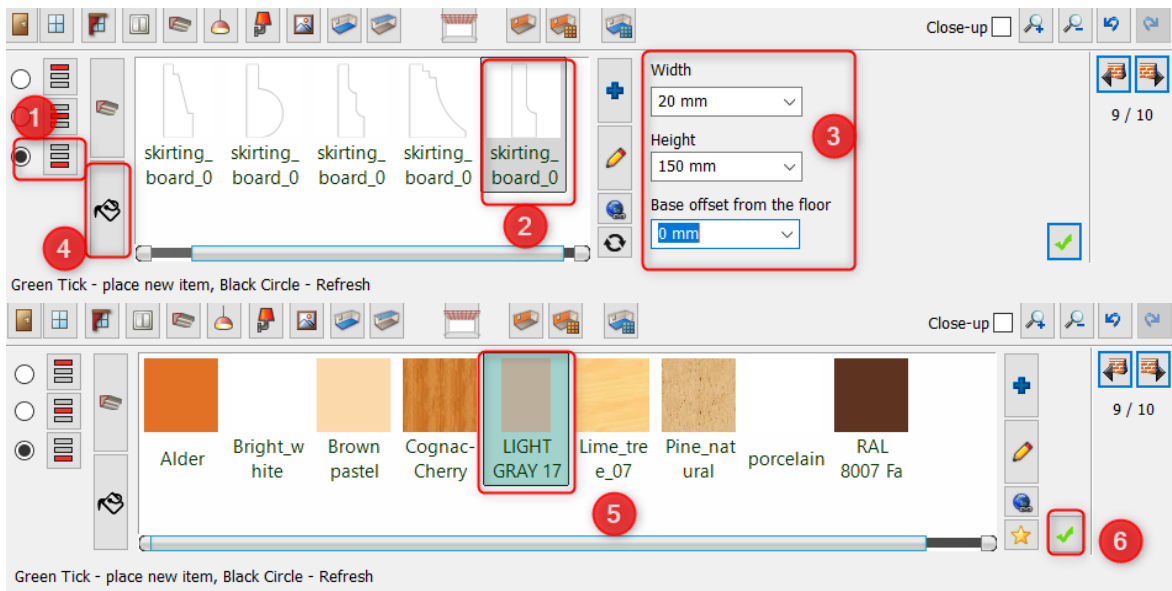 Close-up
Width
20 mm
Height
150 mm
Base offset from the floor
0 mm
9 / 10
1
2
3
4
skirting_ board_0
skirting_ board_0
skirting_ board_0
skirting_ board_0
skirting_ board_0
Green Tick - place new item, Black Circle - Refresh
Close-up
9 / 10
Alder
Bright_w hite
Brown pastel
Cognac- Cherry
LIGHT GRAY 17
Lime_tre e_07
Pine_nat ural
porcelain
RAL 8007 Fa
5
6
Green Tick - place new item, Black Circle - Refresh